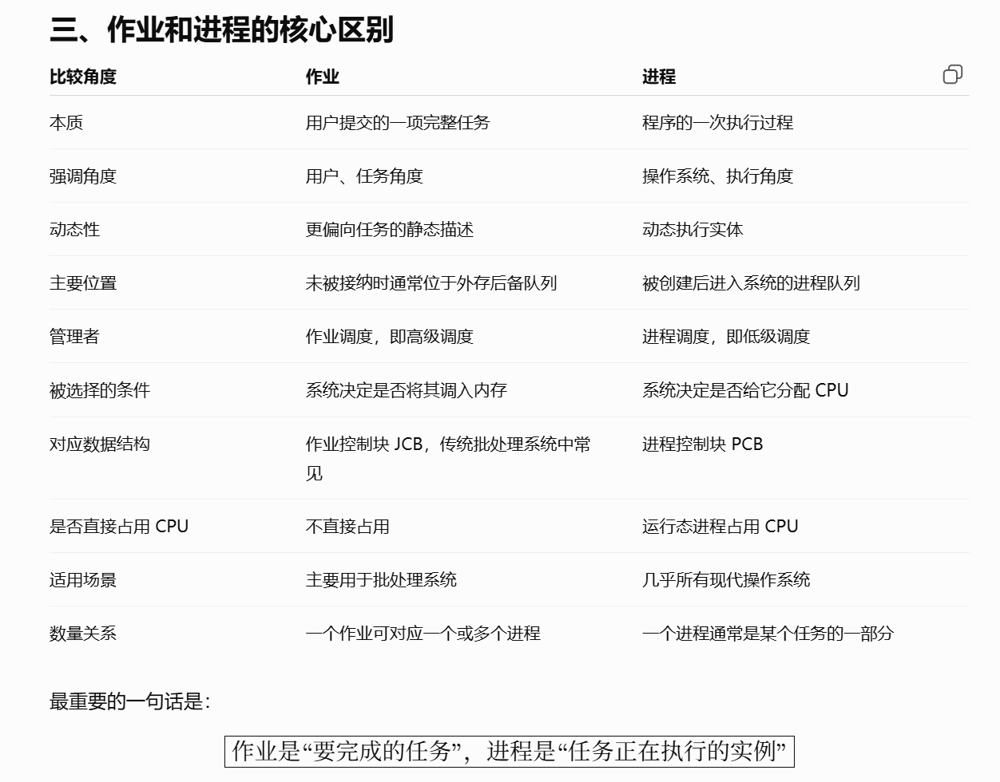 三、作业和进程的核心区别
比较角度 作业 进程
本质 用户提交的一项完整任务 程序的一次执行过程
强调角度 用户、任务角度 操作系统、执行角度
动态性 更偏向任务的静态描述 动态执行实体
主要位置 未被接纳时通常位于外存后备队列 被创建后进入系统的进程队列
管理者 作业调度，即高级调度 进程调度，即低级调度
被选择的条件 系统决定是否将其调入内存 系统决定是否给它分配 CPU
对应数据结构 作业控制块 JCB，传统批处理系统中常 进程控制块 PCB
见
是否直接占用 CPU 不直接占用 运行态进程占用 CPU
适用场景 主要用于批处理系统 几乎所有现代操作系统
数量关系 一个作业可对应一个或多个进程 一个进程通常是某个任务的一部分
最重要的一句话是：
作业是“要完成的任务”，进程是“任务正在执行的实例”